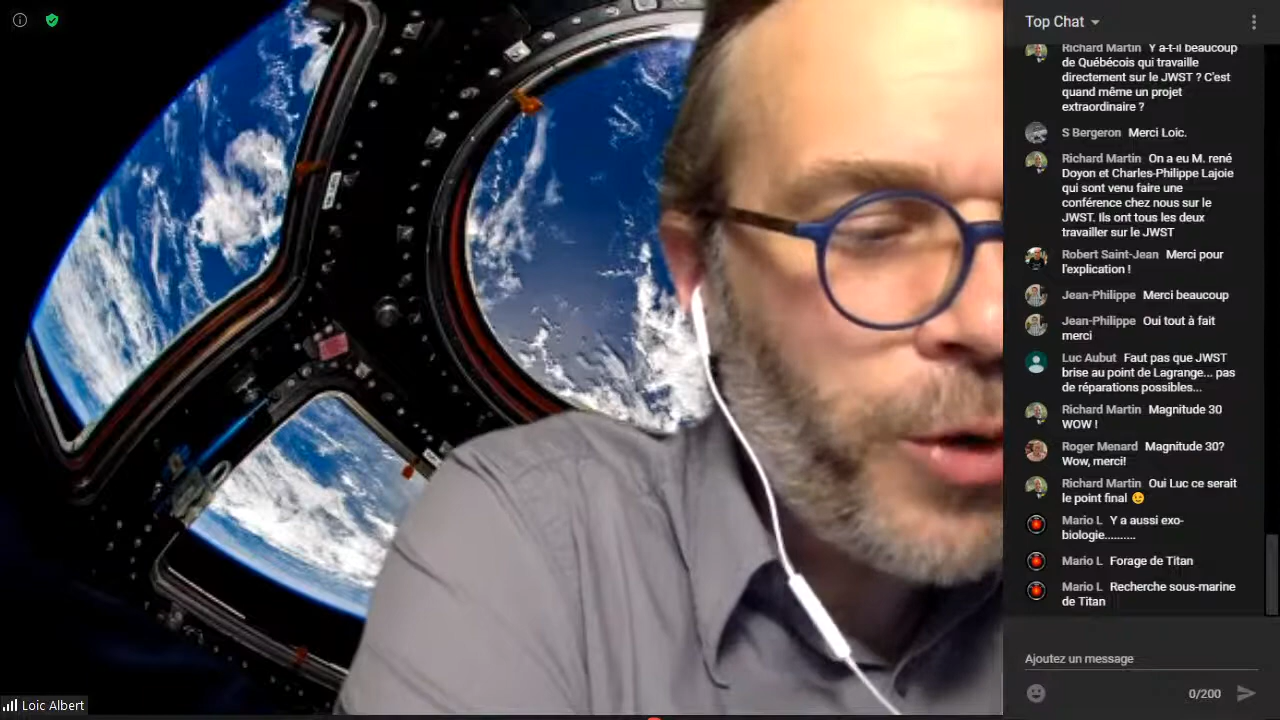 Top Chat
Richard Martin Y a-t-il beaucoup
de Québécois qui travaille
directement sur le JWST ? C'est
quand même un projet
extraordinaire ?
S Bergeron Merci Loic.
Richard Martin On a eu M. rené
Doyon et Charles-Philippe Lajoie
qui sont venu faire une
conférence chez nous sur le
JWST. Ils ont tous les deux
travailler sur le JWST
Robert Saint-Jean Merci pour
l'explication !
Jean-Philippe Merci beaucoup
Jean-Philippe Oui tout à fait
merci
Luc Aubut Faut pas que JWST
brise au point de Lagrange... pas
de réparations possibles...
Richard Martin Magnitude 30
WOW !
Roger Menard Magnitude 30?
Wow, merci!
Richard Martin Oui Luc ce serait
le point final 😉
Mario L Y a aussi exo-
biologie..........
Mario L Forage de Titan
Mario L Recherche sous-marine
de Titan
Ajoutez un message
0/200
Loic Albert